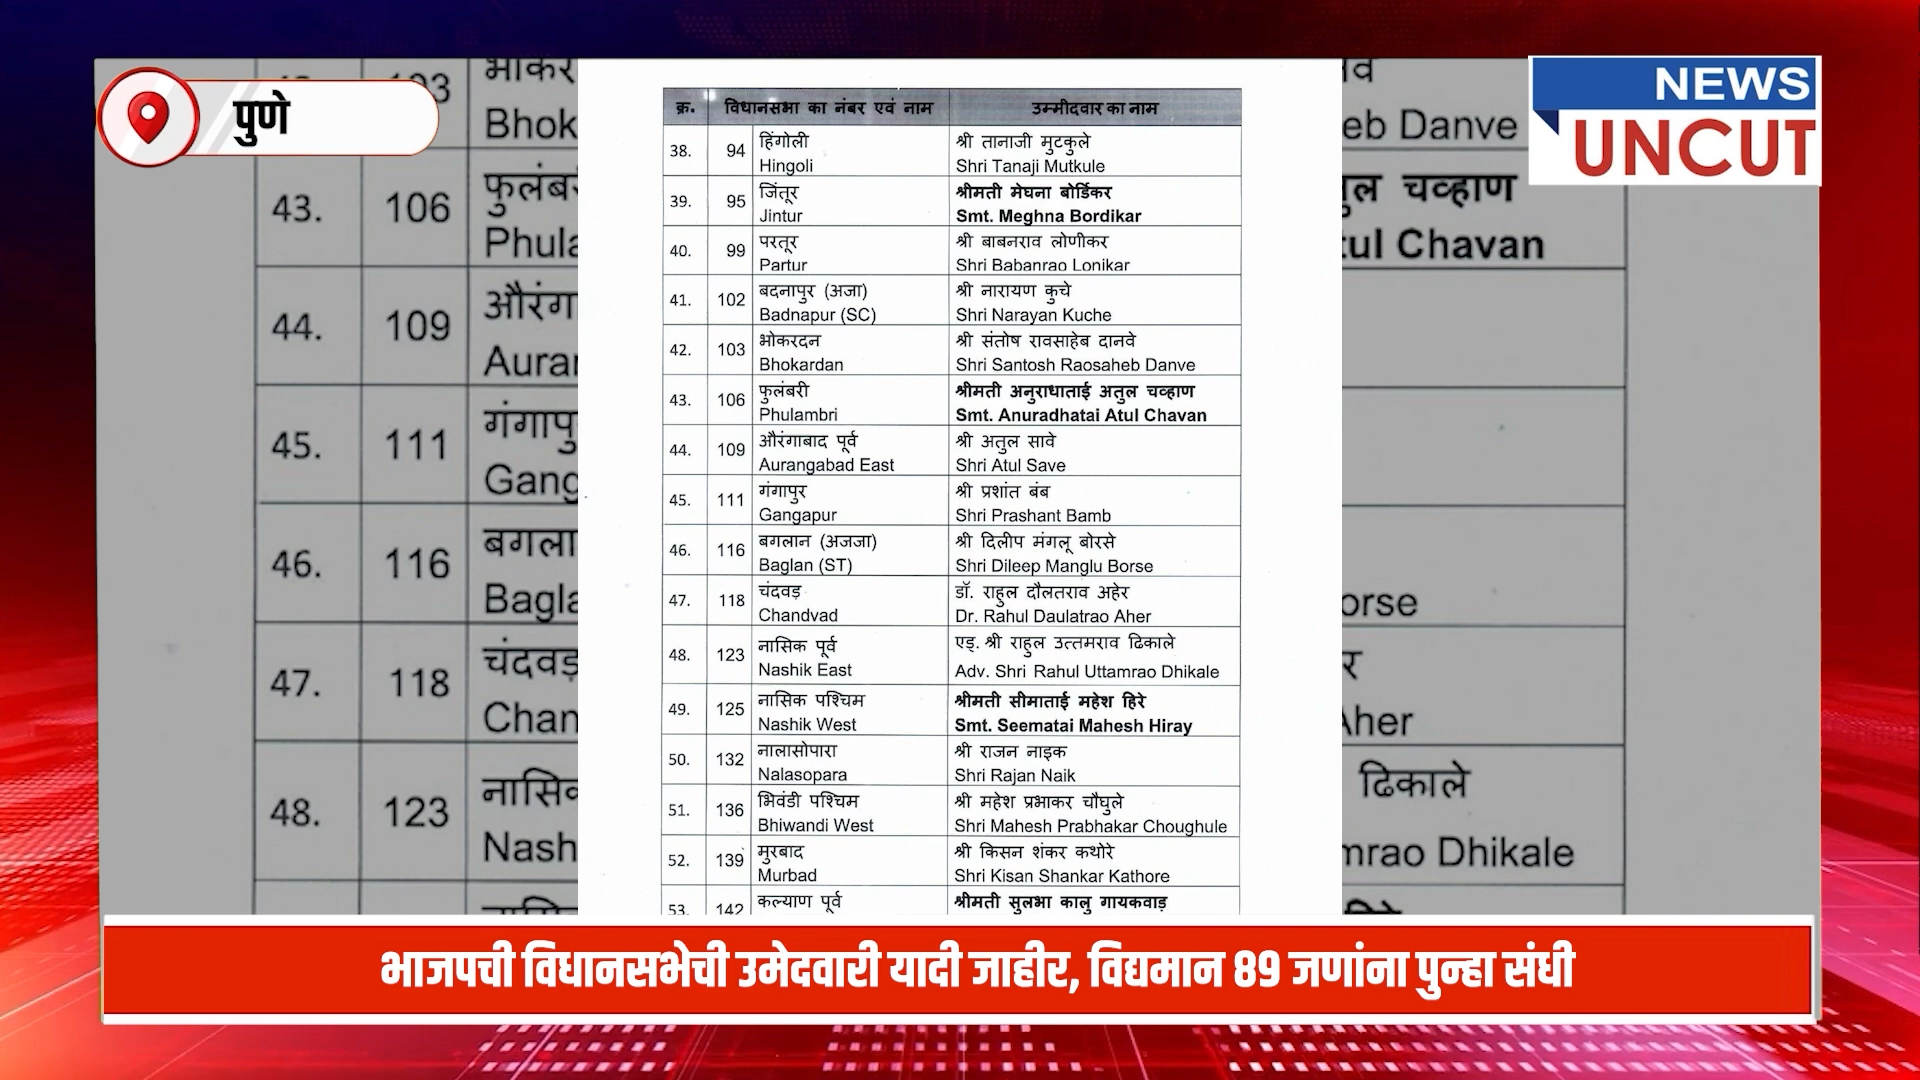 पुणे
NEWS
UNCUT
क्र. विधानसभा का नंबर एवं नाम उम्मीदवार का नाम
38. 94 हिंगोली श्री तानाजी मुटकुले
Hingoli Shri Tanaji Mutkule
39. 95 जिंतूर श्रीमती मेघना बोर्डिकर
Jintur Smt. Meghna Bordikar
40. 99 परतूर श्री बाबनराव लोणीकर
Partur Shri Babanrao Lonikar
41. 102 बदनापुर (अजा) श्री नारायण कुचे
Badnapur (SC) Shri Narayan Kuche
42. 103 भोकरदन श्री संतोष रावसाहेब दानवे
Bhokardan Shri Santosh Raosaheb Danve
43. 106 फुलंबरी श्रीमती अनुराधाताई अतुल चव्हाण
Phulambri Smt. Anuradhatai Atul Chavan
44. 109 औरंगाबाद पूर्व श्री अतुल सावे
Aurangabad East Shri Atul Save
45. 111 गंगापुर श्री प्रशांत बंब
Gangapur Shri Prashant Bamb
46. 116 बगलान (अजजा) श्री दिलीप मंगलू बोरसे
Baglan (ST) Shri Dileep Manglu Borse
47. 118 चंदवड़ डॉ. राहुल दौलतराव अहेर
Chandvad Dr. Rahul Daulatrao Aher
48. 123 नासिक पूर्व एड्. श्री राहुल उत्तमराव ढिकाले
Nashik East Adv. Shri Rahul Uttamrao Dhikale
49. 125 नासिक पश्चिम श्रीमती सीमाताई महेश हिरे
Nashik West Smt. Seematai Mahesh Hiray
50. 132 नालासोपारा श्री राजन नाइक
Nalasopara Shri Rajan Naik
51. 136 भिवंडी पश्चिम श्री महेश प्रभाकर चौघुले
Bhiwandi West Shri Mahesh Prabhakar Choughule
52. 139 मुरबाद श्री किसन शंकर कथोरे
Murbad Shri Kisan Shankar Kathore
53. 142 कल्याण पूर्व श्रीमती सुलभा कालु गायकवाड़
भाजपची विधानसभेची उमेदवारी यादी जाहीर, विद्यमान 89 जणांना पुन्हा संधी